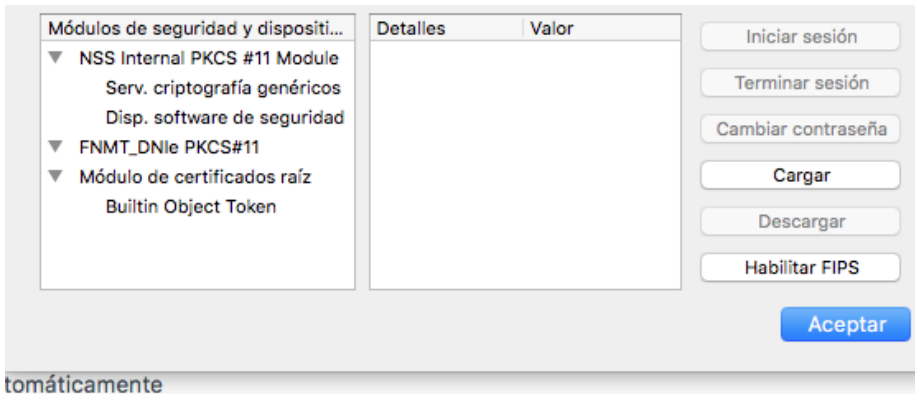 Módulos de seguridad y dispositi...
NSS Internal PKCS #11 Module
Serv. criptografía genéricos
Disp. software de seguridad
FNMT_DNIe PKCS#11
Módulo de certificados raíz
Builtin Object Token
Detalles Valor
Iniciar sesión
Terminar sesión
Cambiar contraseña
Cargar
Descargar
Habilitar FIPS
Aceptar
tomáticamente